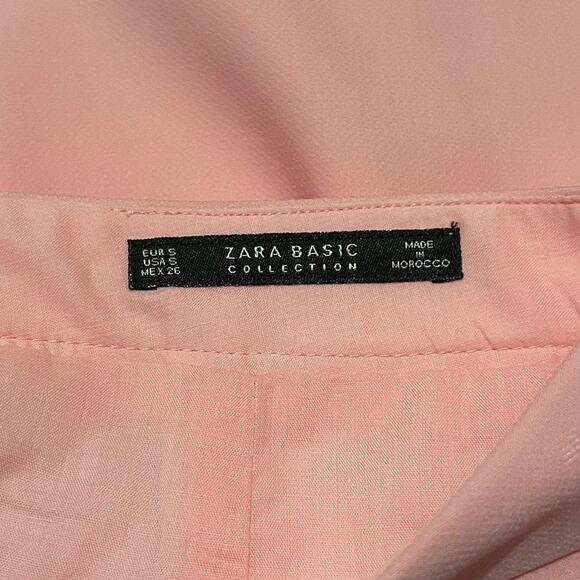 EUR S
USA S
MEX 26
ZARA BASIC
COLLECTION
MADE
IN
MOROCCO